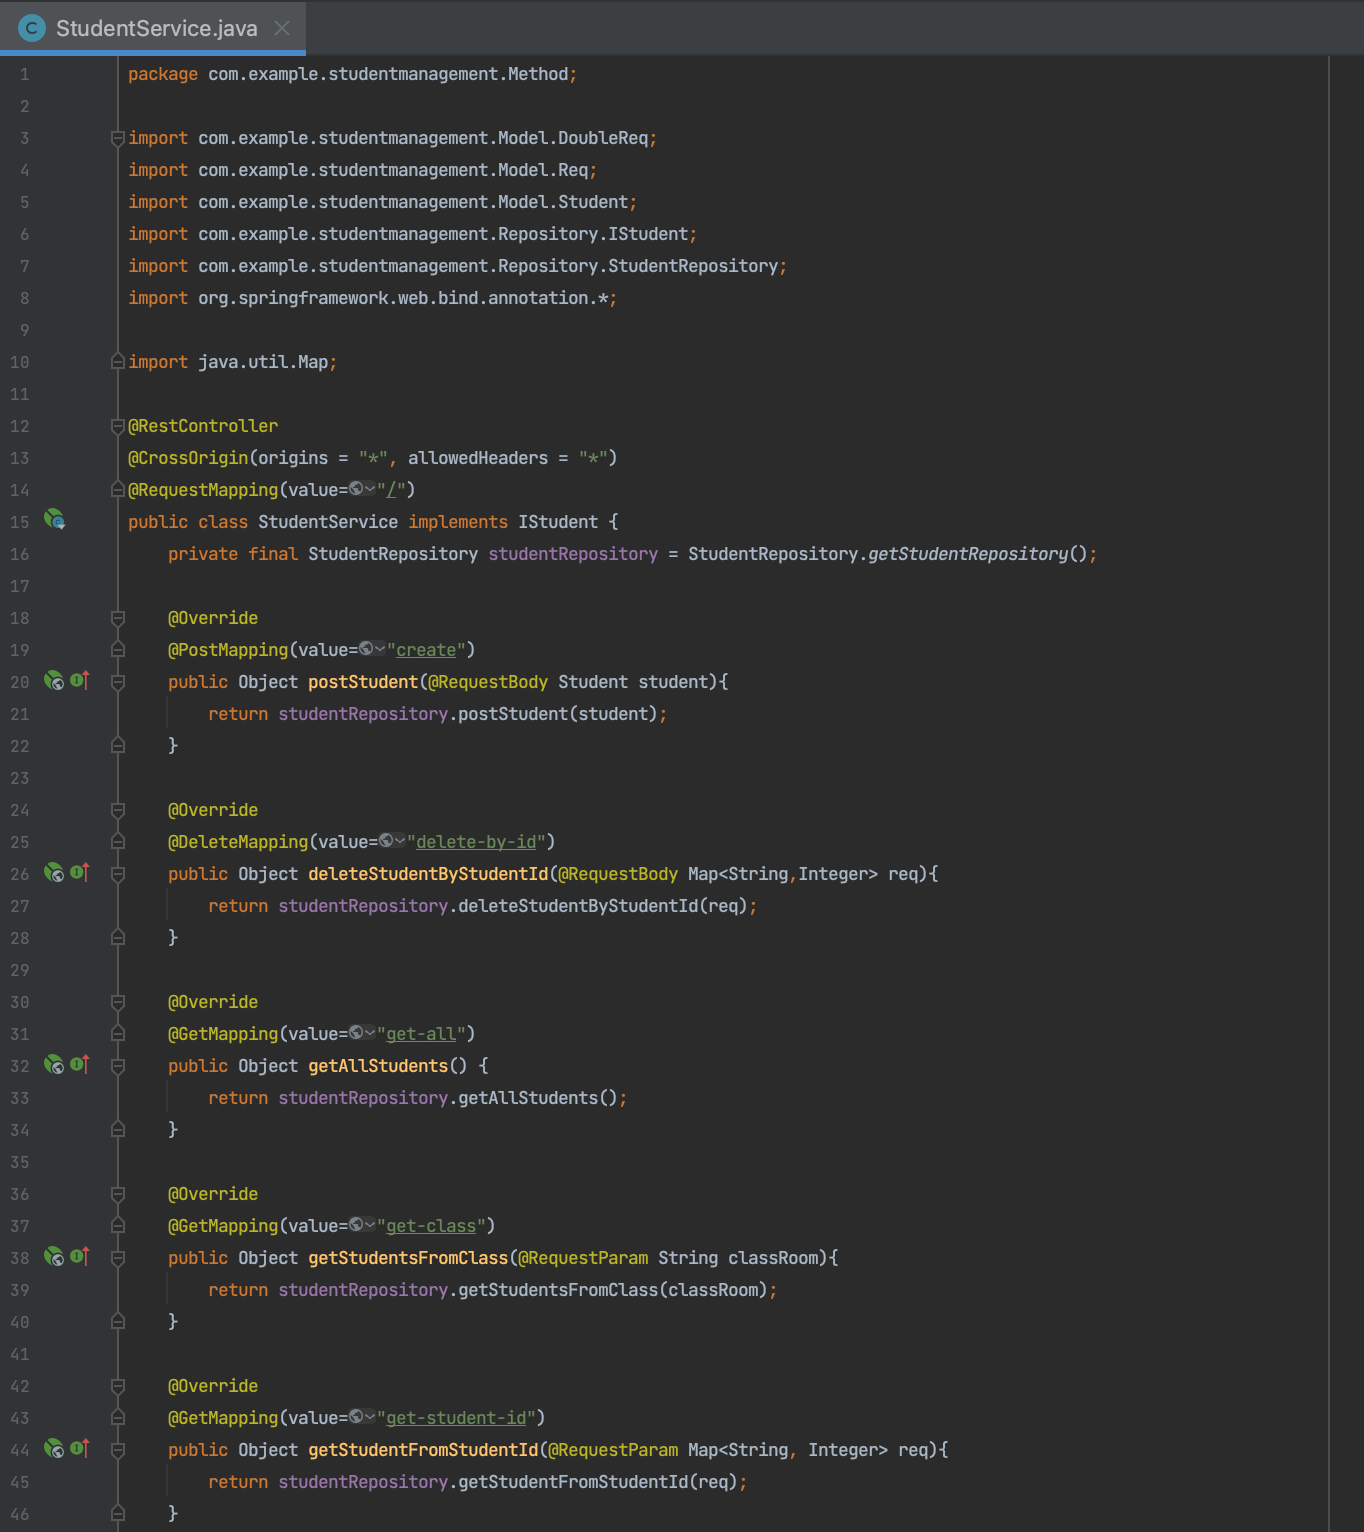 StudentService.java
1 package com.example.studentmanagement.Method;
2
3 import com.example.studentmanagement.Model.DoubleReq;
4 import com.example.studentmanagement.Model.Req;
5 import com.example.studentmanagement.Model.Student;
6 import com.example.studentmanagement.Repository.IStudent;
7 import com.example.studentmanagement.Repository.StudentRepository;
8 import org.springframework.web.bind.annotation.*;
9
10 import java.util.Map;
11
12 @RestController
13 @CrossOrigin(origins = "*", allowedHeaders = "*")
14 @RequestMapping(value="/")
15 public class StudentService implements IStudent {
16     private final StudentRepository studentRepository = StudentRepository.getStudentRepository();
17
18     @Override
19     @PostMapping(value="create")
20     public Object postStudent(@RequestBody Student student){
21         return studentRepository.postStudent(student);
22     }
23
24     @Override
25     @DeleteMapping(value="delete-by-id")
26     public Object deleteStudentByStudentId(@RequestBody Map<String,Integer> req){
27         return studentRepository.deleteStudentByStudentId(req);
28     }
29
30     @Override
31     @GetMapping(value="get-all")
32     public Object getAllStudents() {
33         return studentRepository.getAllStudents();
34     }
35
36     @Override
37     @GetMapping(value="get-class")
38     public Object getStudentsFromClass(@RequestParam String classRoom){
39         return studentRepository.getStudentsFromClass(classRoom);
40     }
41
42     @Override
43     @GetMapping(value="get-student-id")
44     public Object getStudentFromStudentId(@RequestParam Map<String, Integer> req){
45         return studentRepository.getStudentFromStudentId(req);
46     }